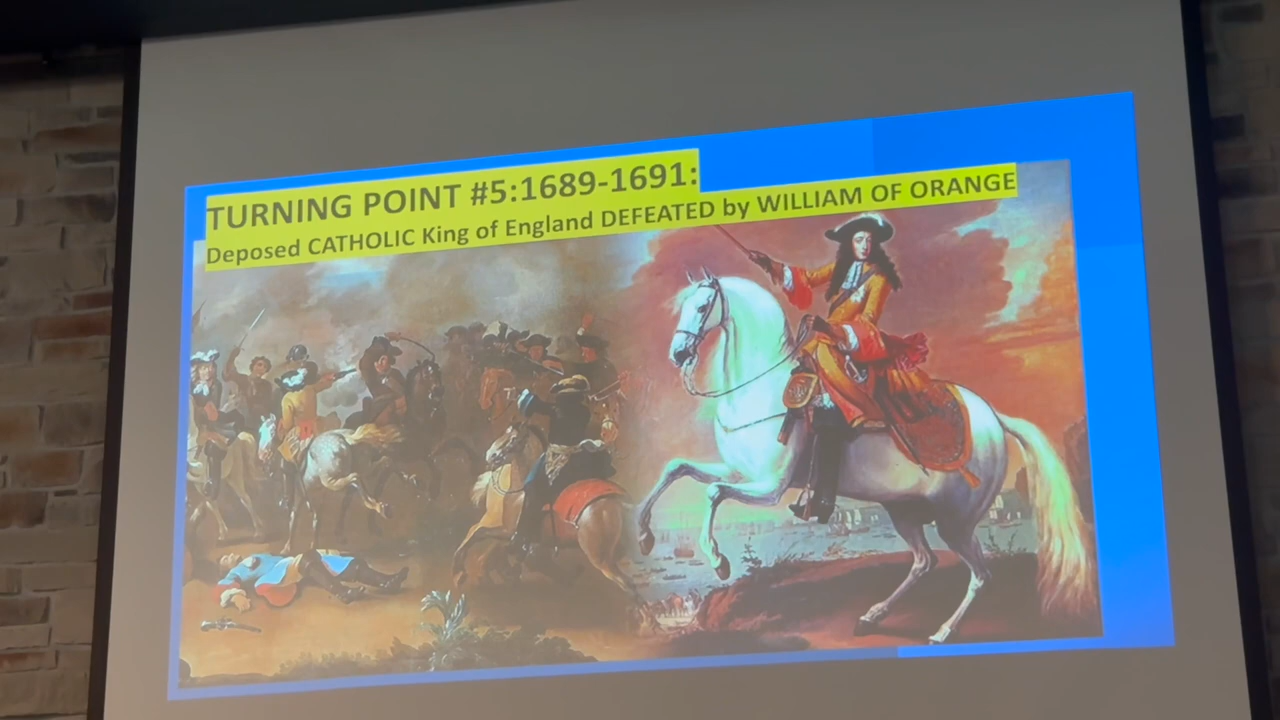 TURNING POINT #5:1689-1691:
Deposed CATHOLIC King of England DEFEATED by WILLIAM OF ORANGE